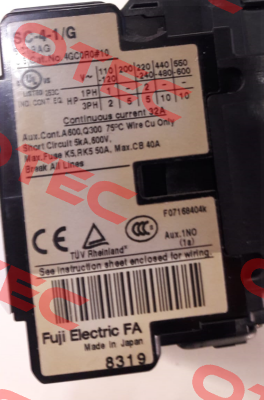 SC-4-1/G
Cat No. 4GC0R0#10
~ 110 200 220 440 550
-120 -240 -480 -600
1PH 1 - 2 - -
3PH 2 5 5 10 10
Continuous current 32A
Aux.Cont.A600,Q300 75°C Wire Cu Only
Short Circuit 5kA,600V.
Max.Fuse K5,RK5 50A. Max.CB 40A
Break All Lines
CE
TÜV Rheinland
CCC
F07168404k
Aux.1NO
(1a)
See instruction sheet enclosed for wiring.
Fuji Electric FA
Made in Japan
8319